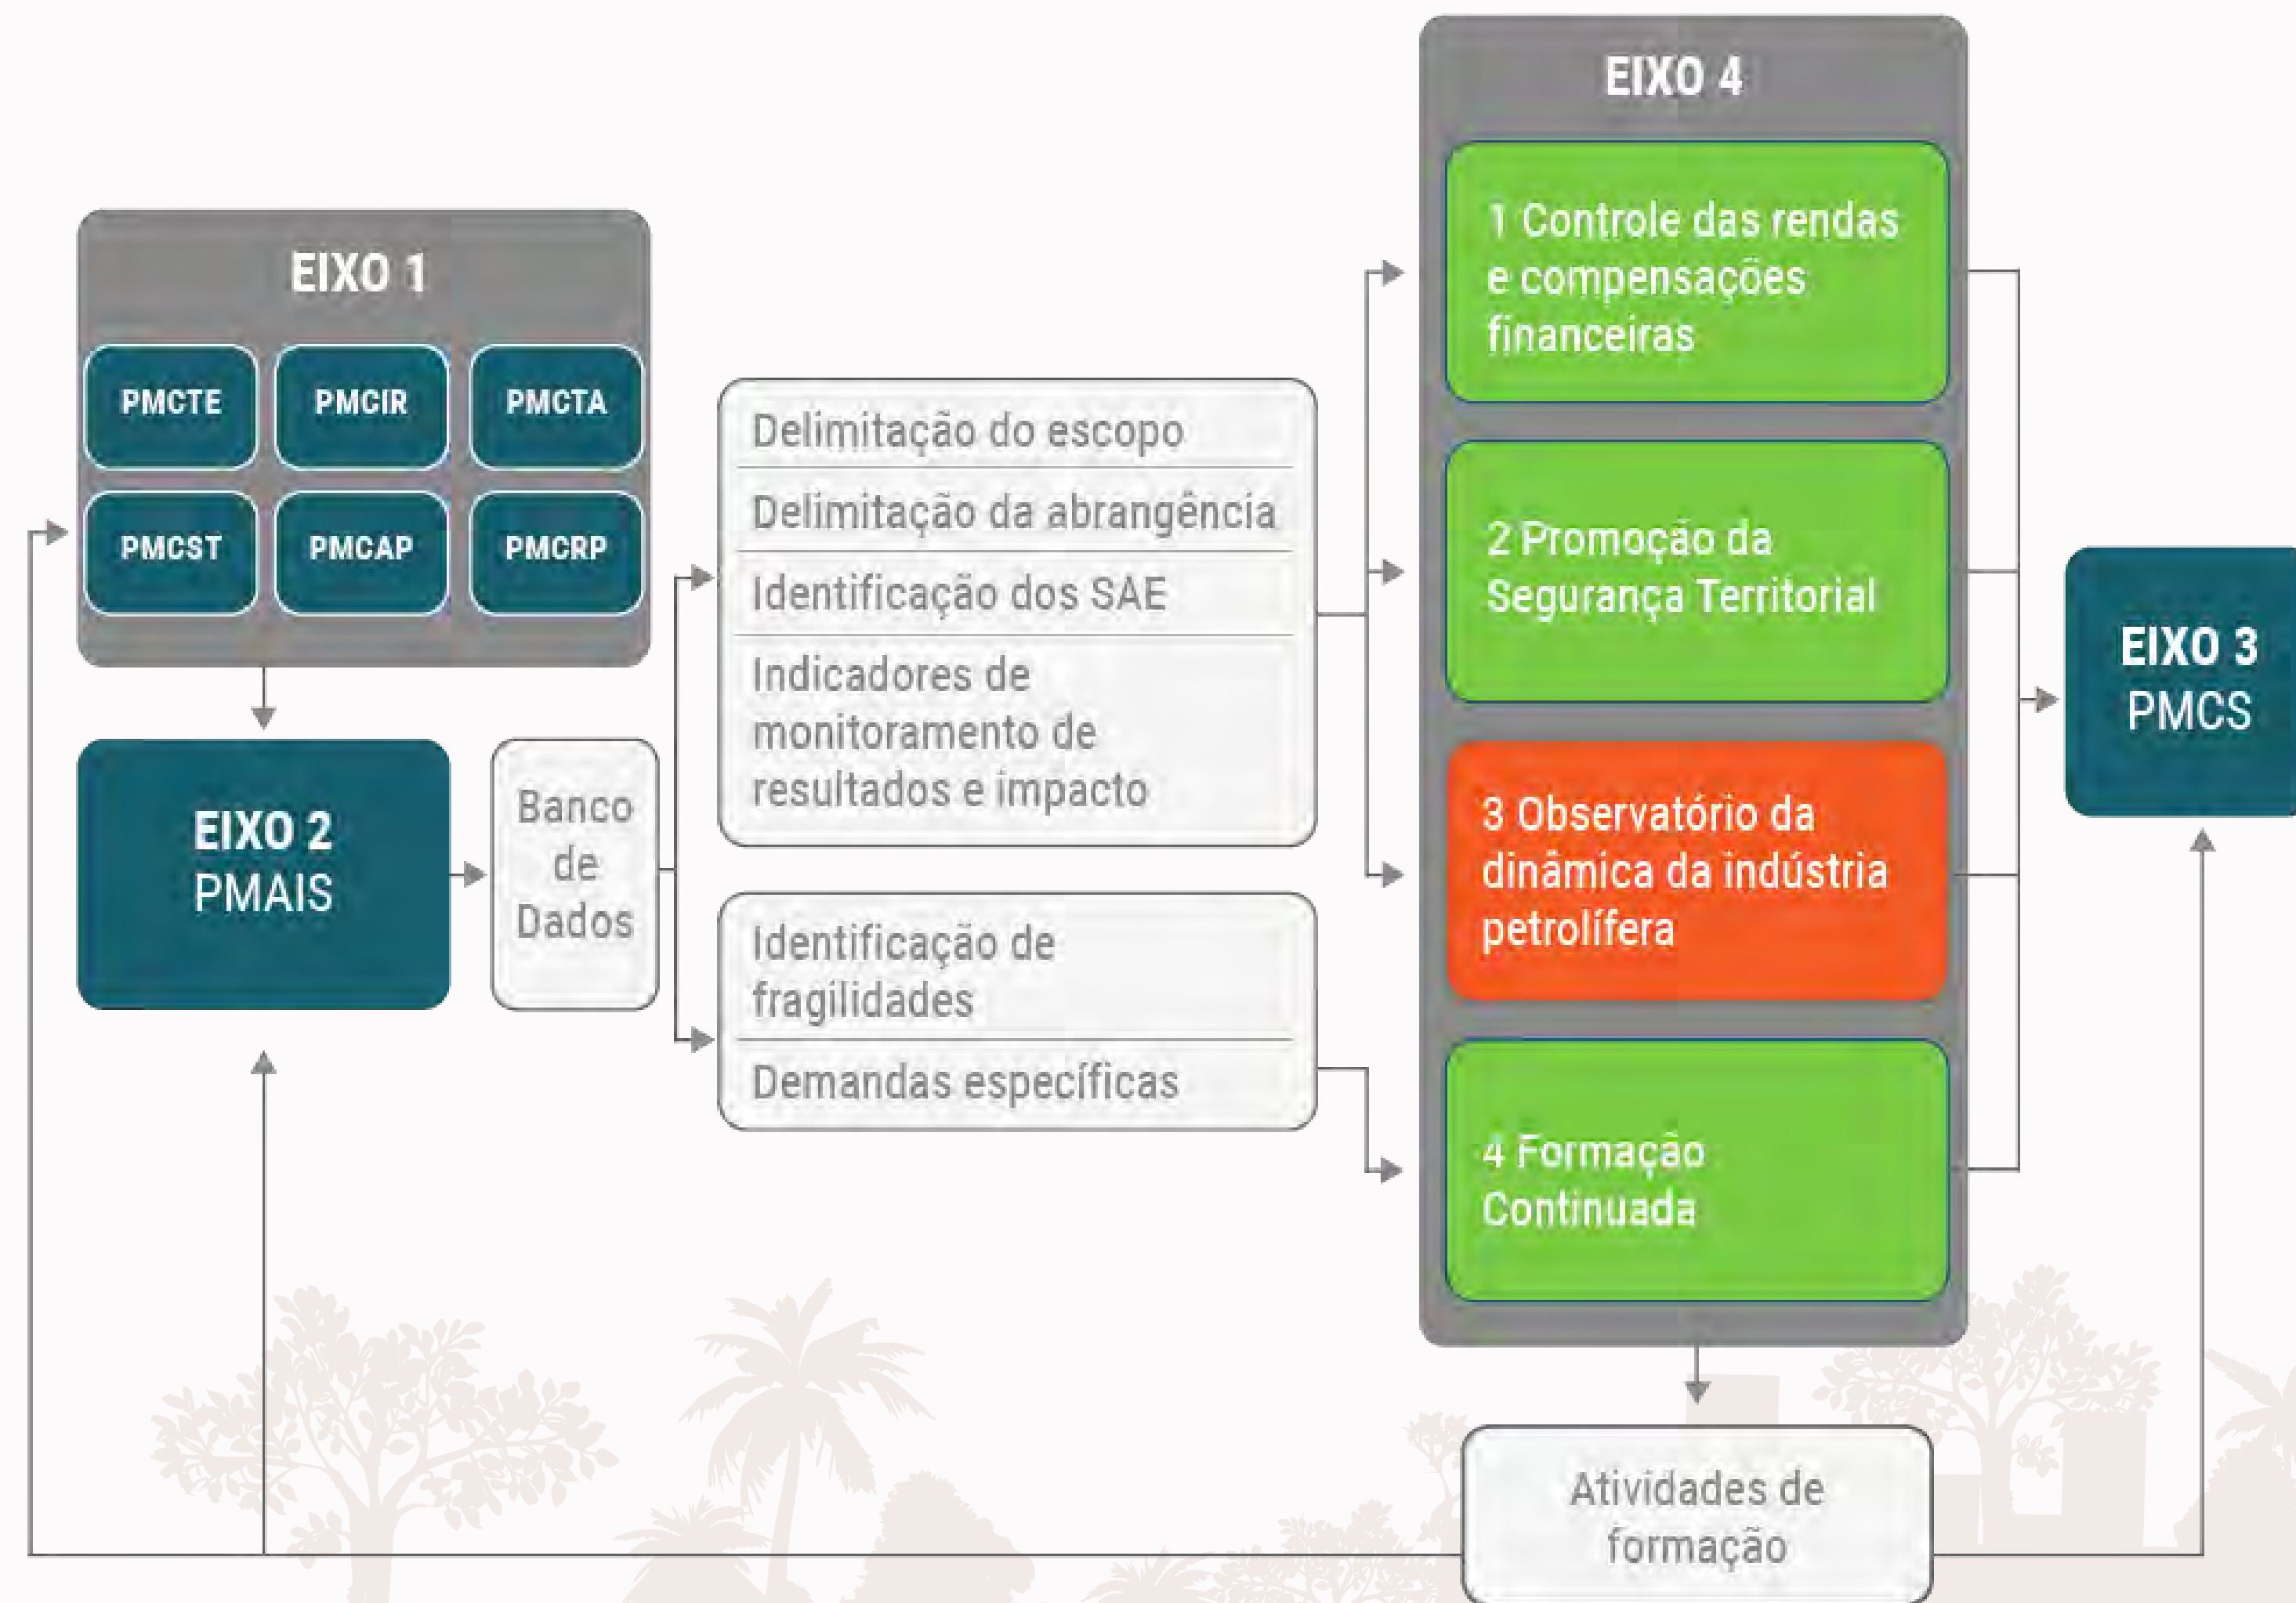 EIXO 1
PMCTE
PMCIR
PMCTA
PMCST
PMCAP
PMCRP
EIXO 2
PMAIS
Banco
de
Dados
Delimitação do escopo
Delimitação da abrangência
Identificação dos SAE
Indicadores de
monitoramento de
resultados e impacto
Identificação de
fragilidades
Demandas específicas
EIXO 4
1 Controle das rendas
e compensações
financeiras
2 Promoção da
Segurança Territorial
3 Observatório da
dinâmica da indústria
petrolífera
4 Formação
Continuada
EIXO 3
PMCS
Atividades de
formação